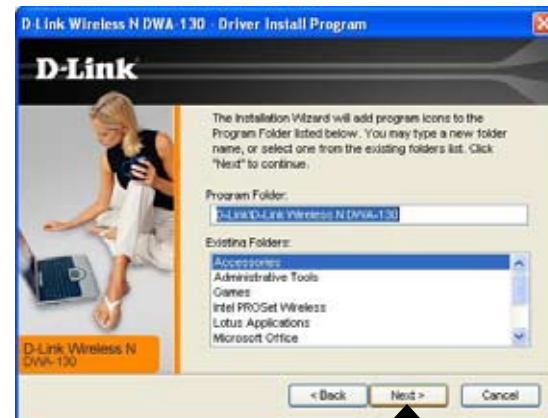 D-Link Wireless N DWA-130 - Driver Install Program
D-Link
The Installation Wizard will add program icons to the
Program Folder listed below. You may type a new folder
name, or select one from the existing folders list. Click
"Next" to continue.
Program Folder:
D-Link\D-Link Wireless N DWA-130
Existing Folders:
Accessories
Administrative Tools
Games
Intel PROSet Wireless
Lotus Applications
Microsoft Office
D-Link Wireless N
DWA-130
< Back
Next >
Cancel